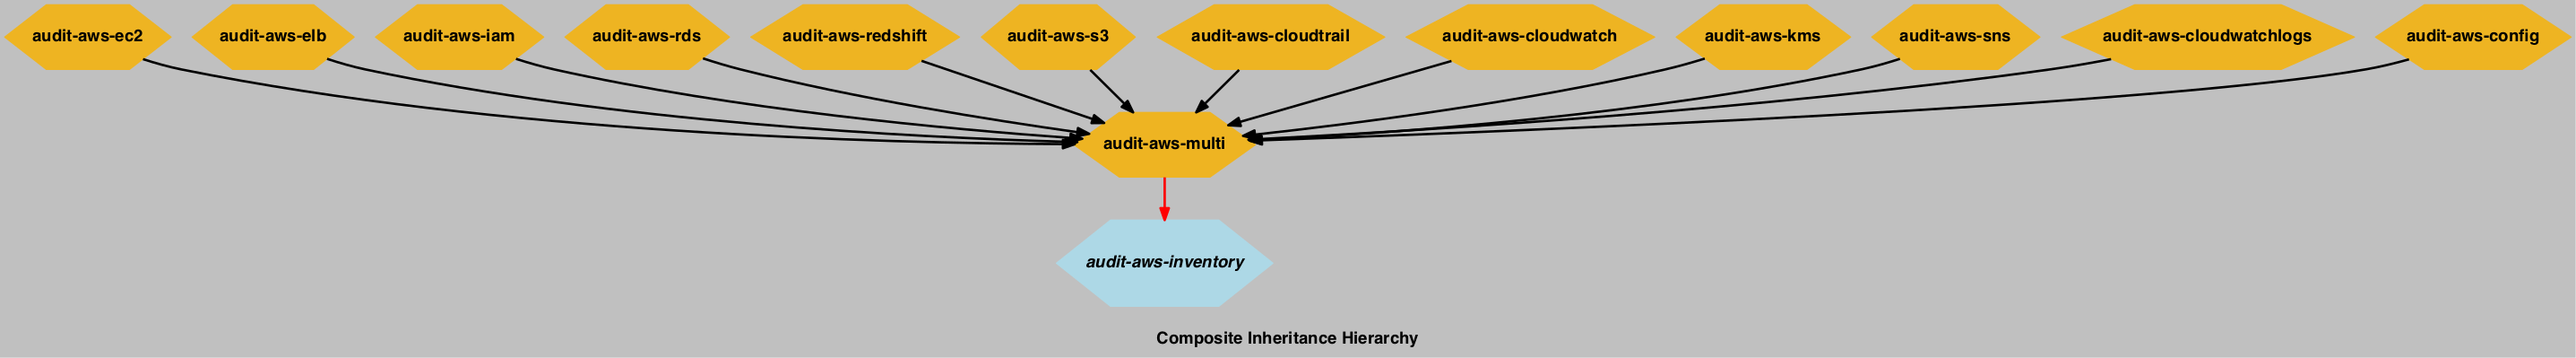 audit-aws-ec2
audit-aws-elb
audit-aws-iam
audit-aws-rds
audit-aws-redshift
audit-aws-s3
audit-aws-cloudtrail
audit-aws-cloudwatch
audit-aws-kms
audit-aws-sns
audit-aws-cloudwatchlogs
audit-aws-config
audit-aws-multi
audit-aws-inventory
Composite Inheritance Hierarchy